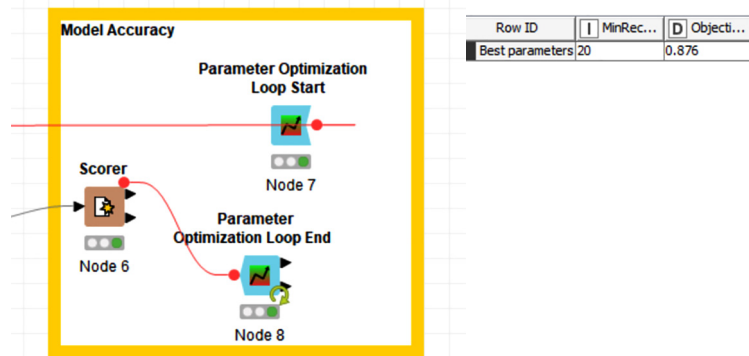 Model Accuracy
Parameter Optimization
Loop Start
Node 7
Scorer
Node 6
Parameter
Optimization Loop End
Node 8
Row ID I MinRec... D Objecti...
Best parameters 20 0.876